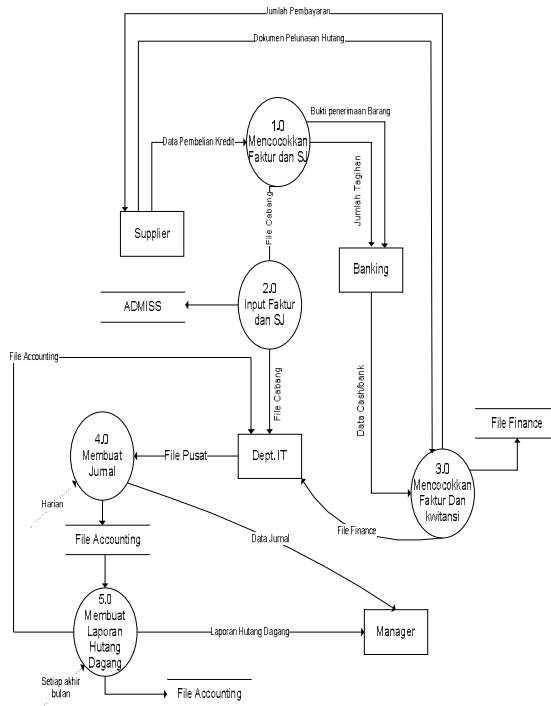 Jumlah Pembayaran
Dokumen Pelunasan Hutang
Bukti penerimaan Barang
1.0
Mencocokkan
Faktur dan SJ
Data Pembelian Kredit
Jumlah Tagihan
File Cabang
Supplier
Banking
2.0
Input Faktur
dan SJ
ADMISS
File Accounting
File Cabang
Data Cash/bank
File Finance
4.0
Membuat
Jurnal
File Pusat
Dept. IT
3.0
Mencocokkan
Faktur Dan
kwitansi
Harian
File Finance
File Accounting
Data Jurnal
5.0
Membuat
Laporan
Hutang
Dagang
Laporan Hutang Dagang
Manager
Setiap akhir
bulan
File Accounting